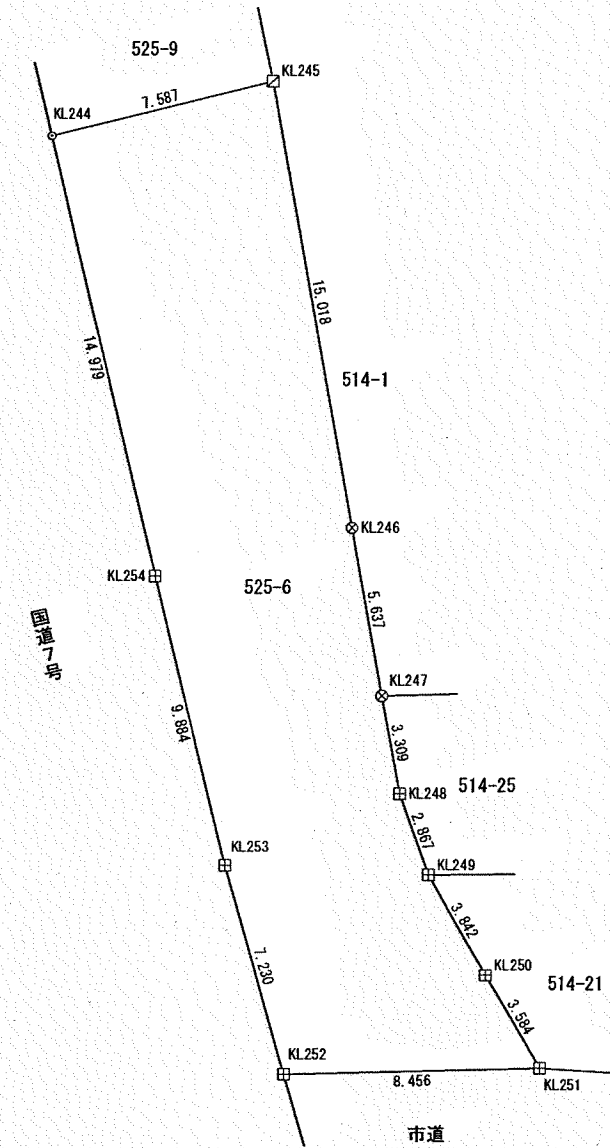 525-9
KL245
7.587
KL244
15.018
14.979
514-1
KL246
KL254
525-6
国道7号
5.637
KL247
9.884
3.309
KL248
514-25
2.867
KL253
KL249
3.842
7.230
KL250
514-21
3.584
KL252
8.456
KL251
市道